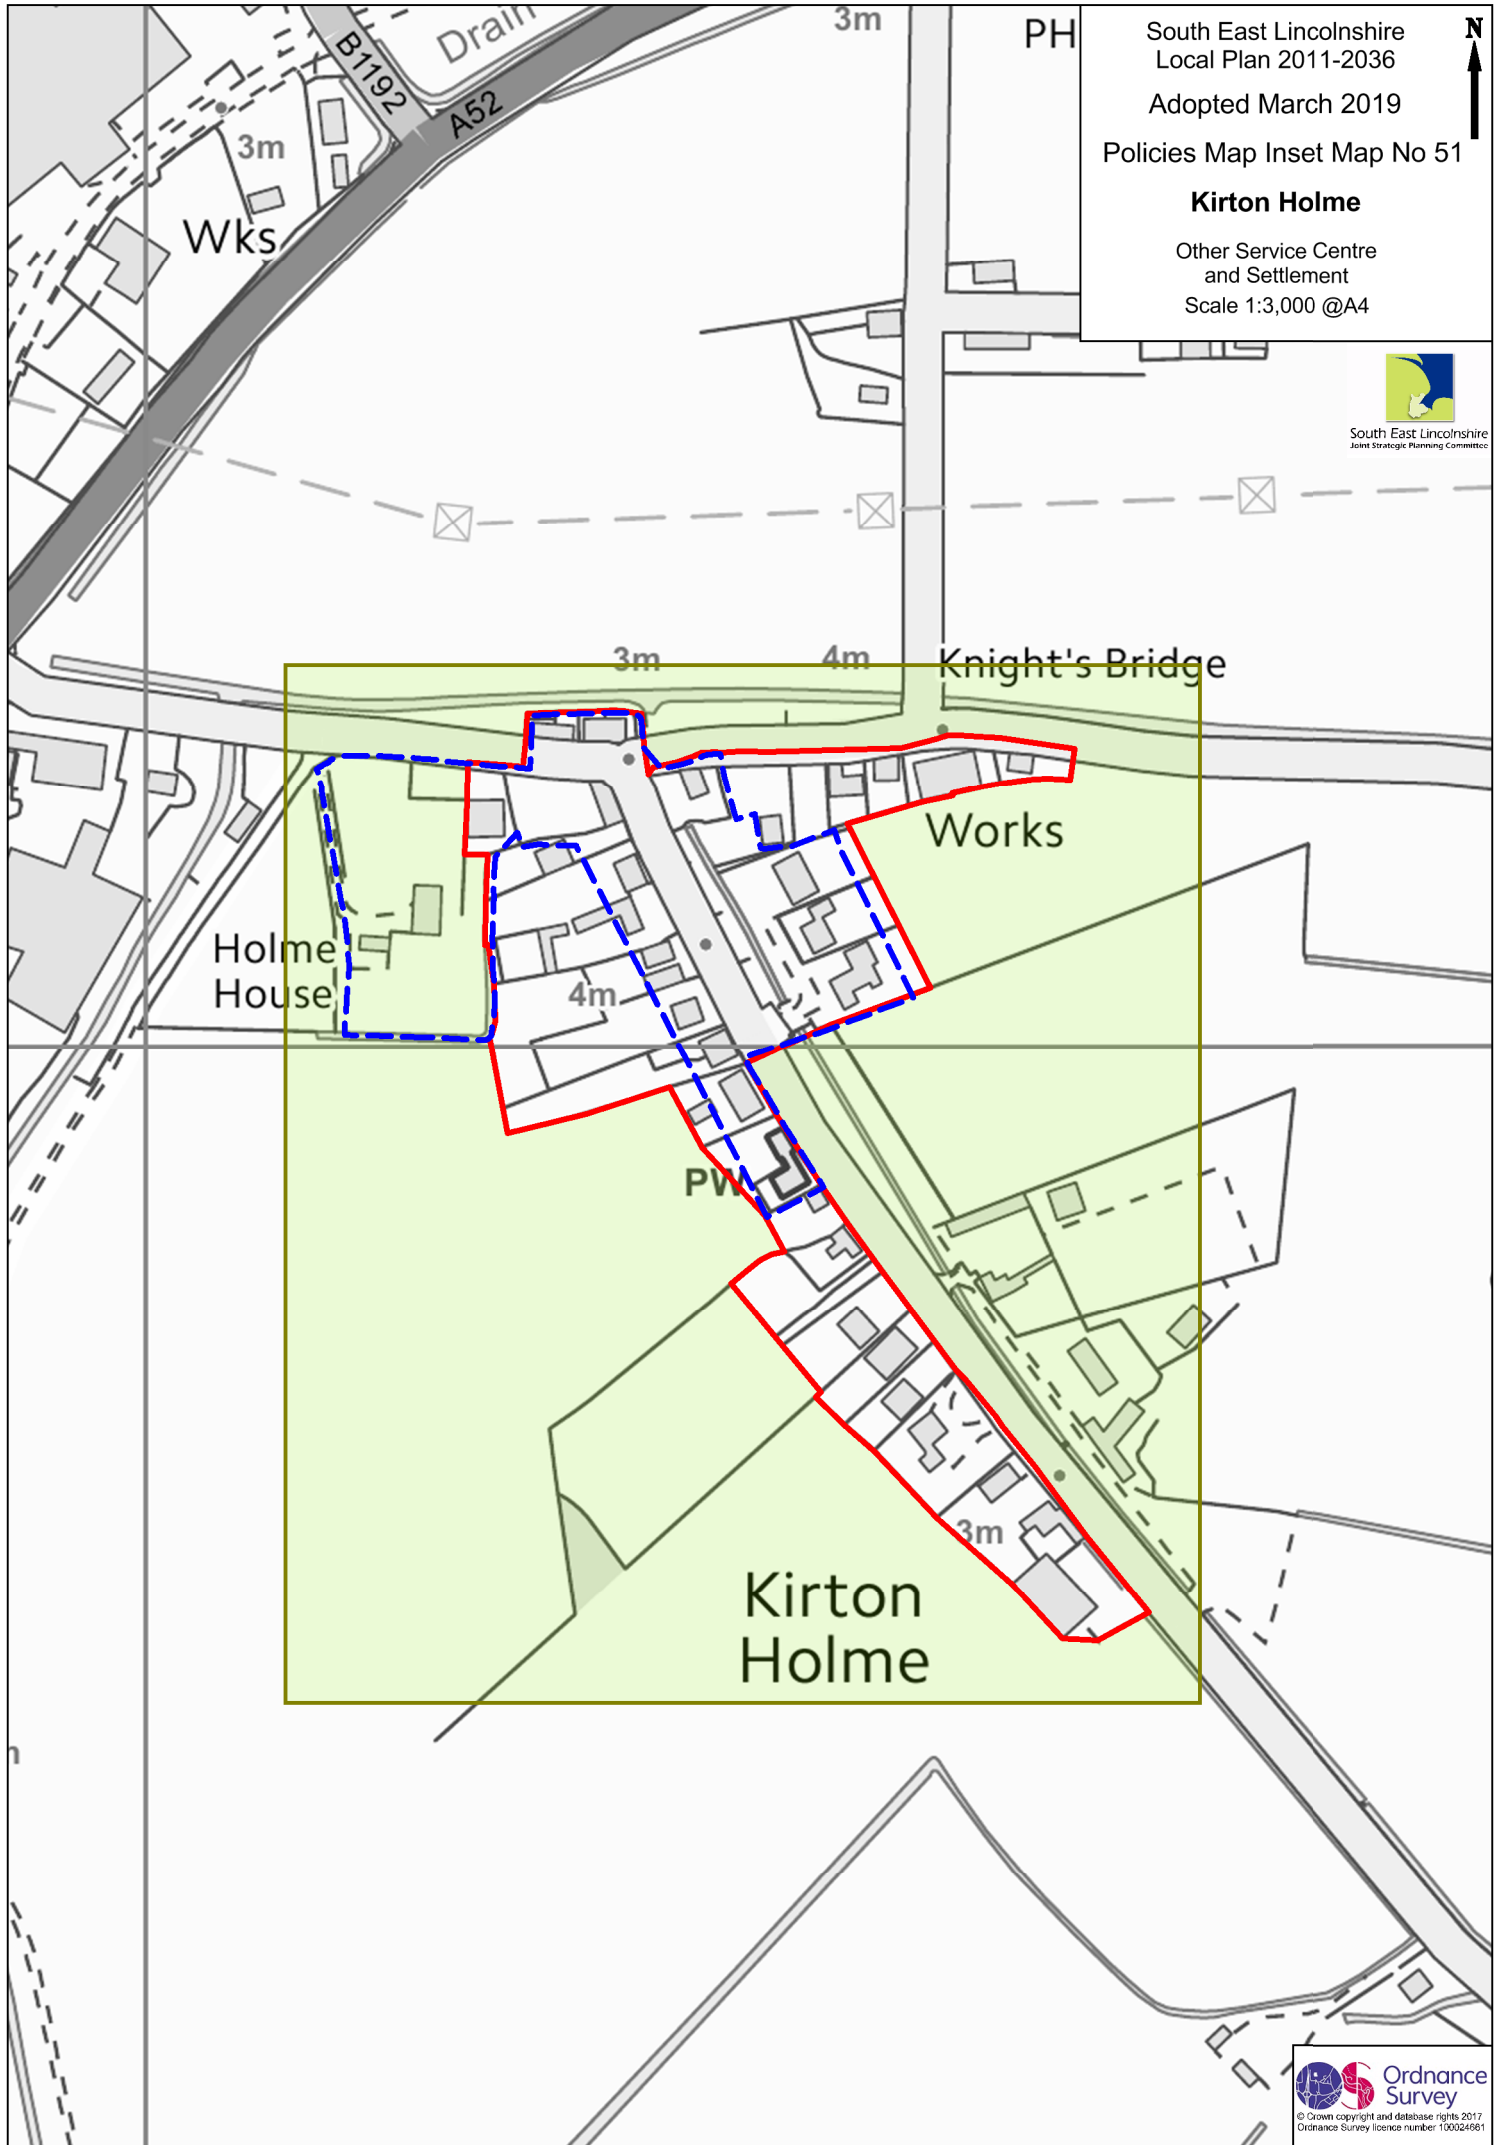 South East Lincolnshire
Local Plan 2011-2036
Adopted March 2019
Policies Map Inset Map No 51
Kirton Holme
Other Service Centre
and Settlement
Scale 1:3,000 @A4
N
South East Lincolnshire
Joint Strategic Planning Committee
Drain
3m
PH
B1192
A52
3m
Wks
3m
4m
Knight's Bridge
Works
Holme
House
4m
PW
3m
Kirton
Holme
Ordnance
Survey
© Crown copyright and database rights 2017
Ordnance Survey licence number 100024661